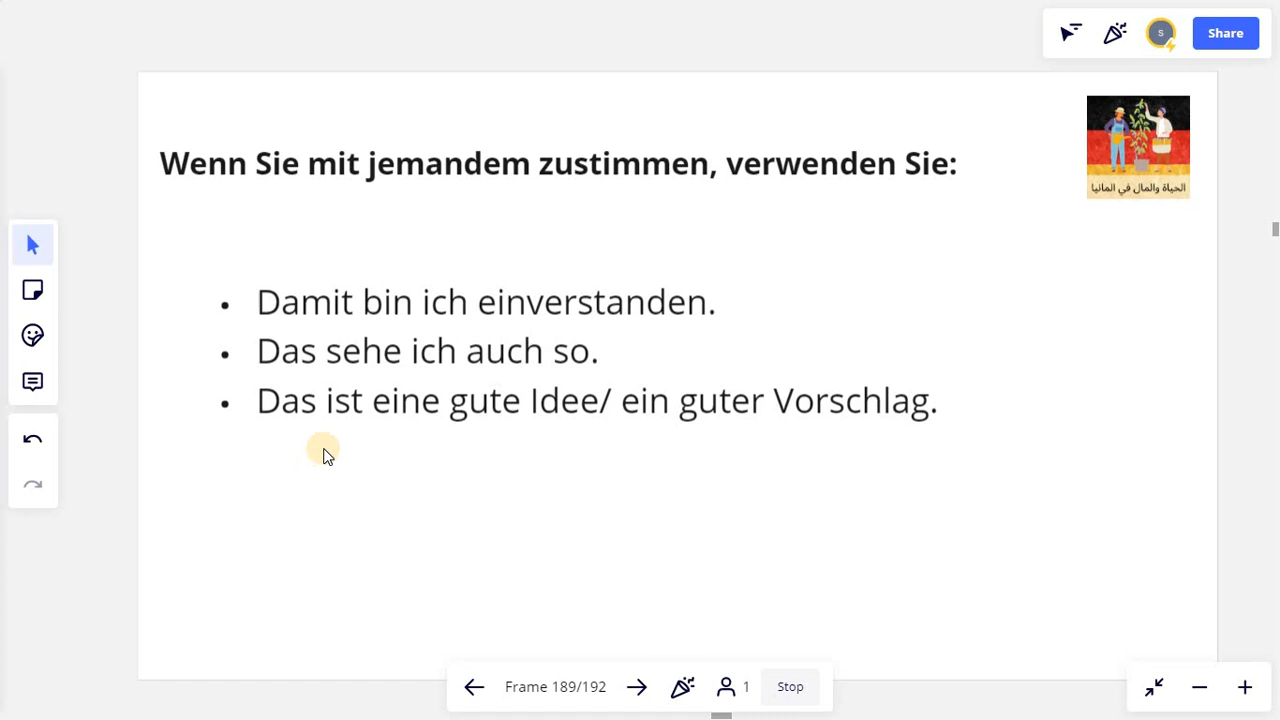 S
Share
Wenn Sie mit jemandem zustimmen, verwenden Sie:
الحياة والمال في المانيا
• Damit bin ich einverstanden.
• Das sehe ich auch so.
• Das ist eine gute Idee/ ein guter Vorschlag.
Frame 189/192
1
Stop